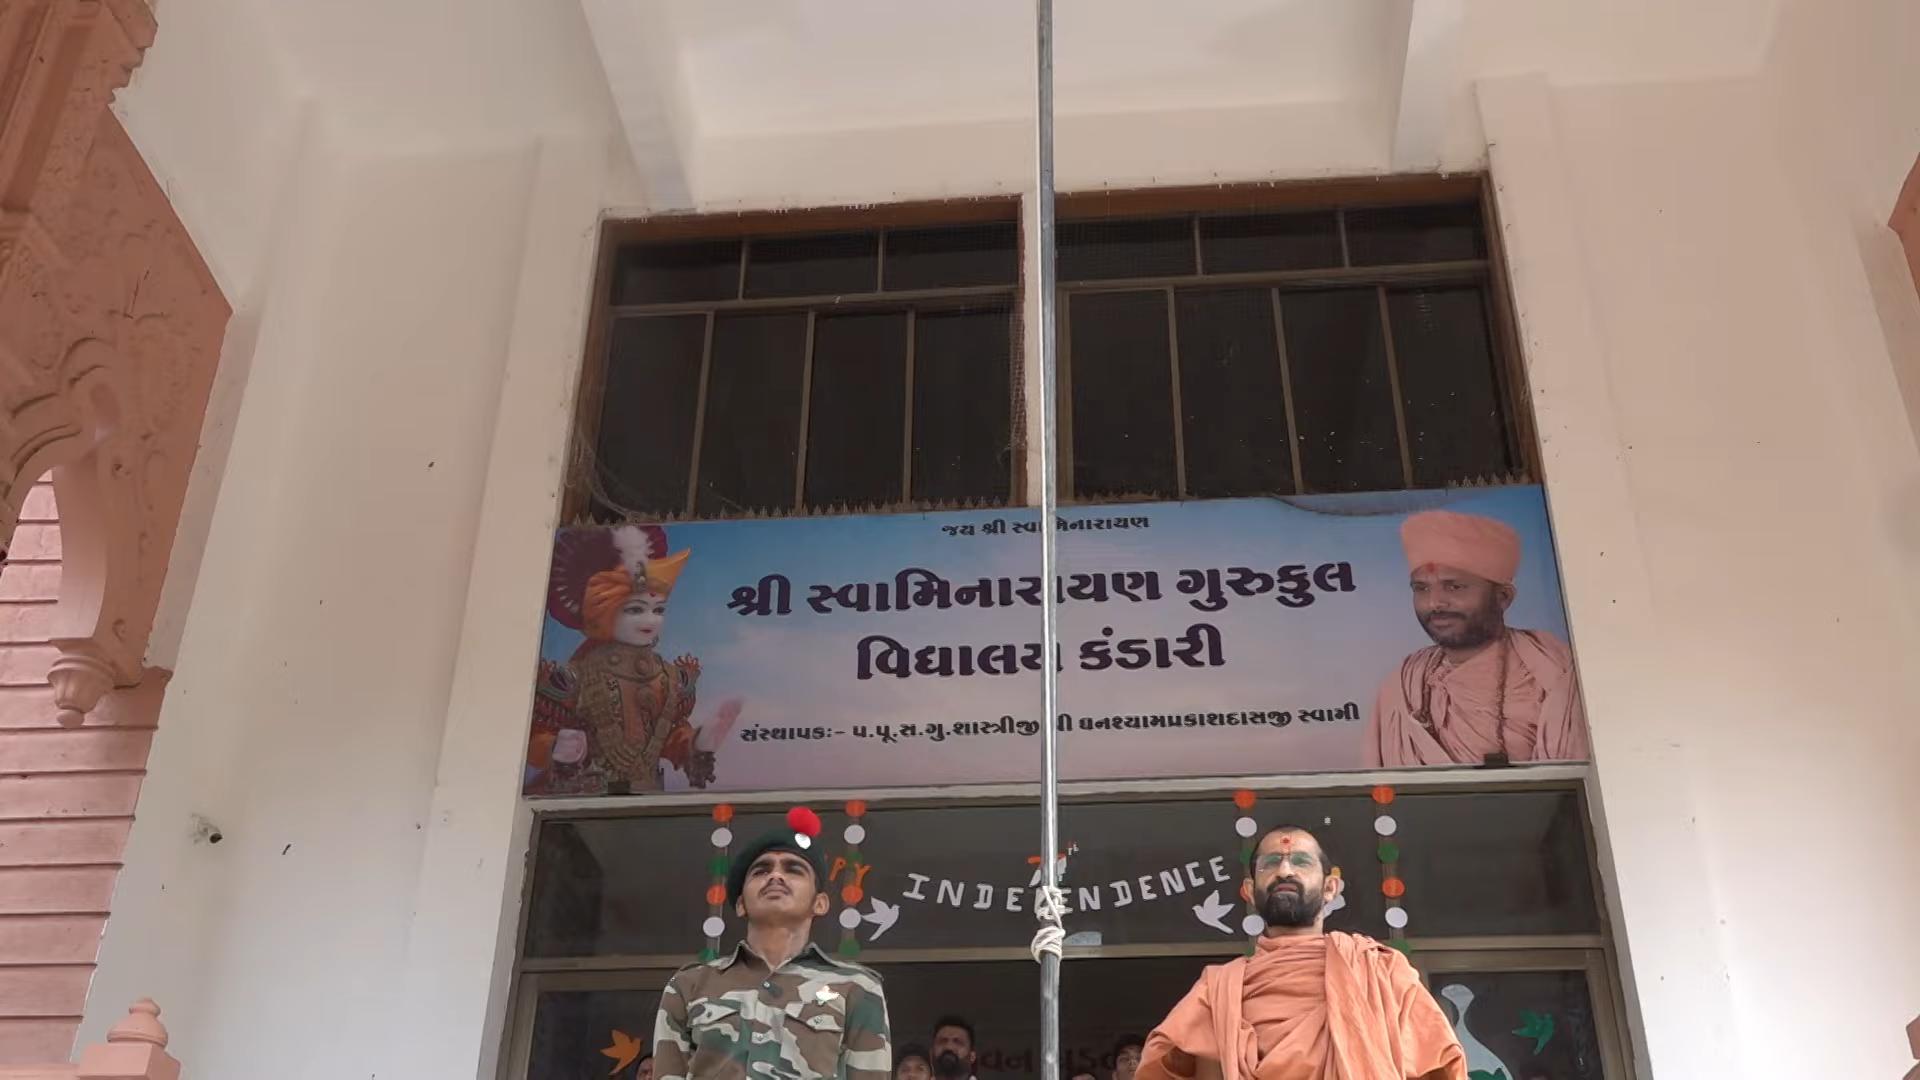 જય શ્રી સ્વામિનારાયણ
શ્રી સ્વામિનારાયણ ગુરુકુલ
વિદ્યાલય કંડારી
સંસ્થાપક:- પ.પૂ.સ.ગુ.શાસ્ત્રીજી શ્રી ઘનશ્યામપ્રકાશદાસજી સ્વામી
INDEPENDENCE